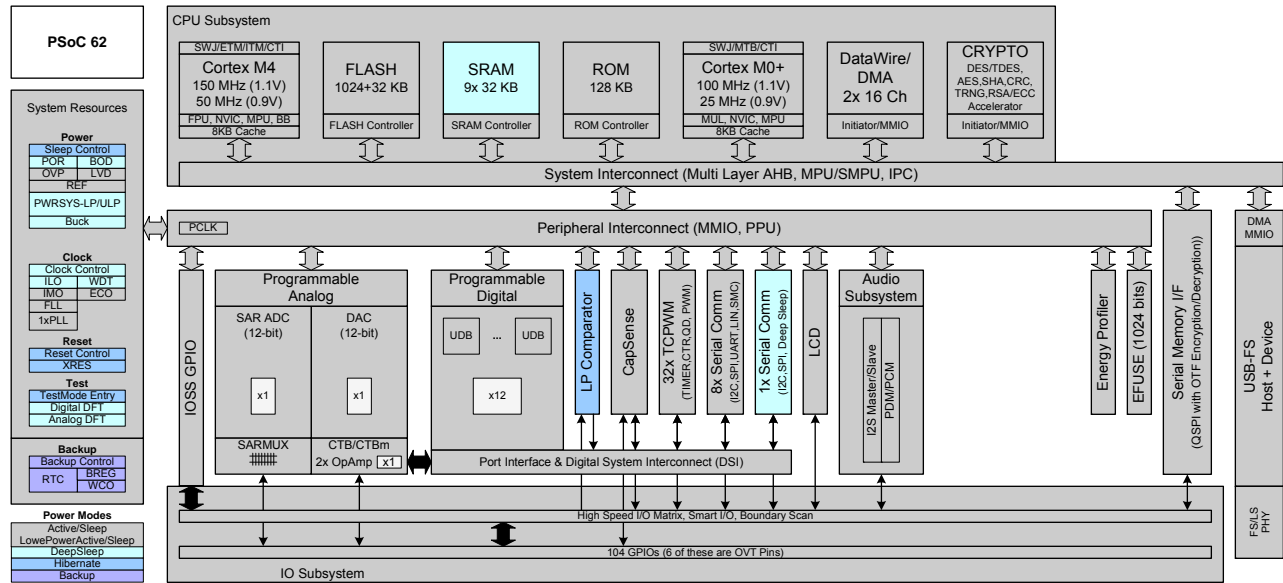 PSoC 62
System Resources
Power
Sleep Control
POR BOD
OVP LVD
REF
PWRSYS-LP/ULP
Buck
Clock
Clock Control
ILO WDT
IMO ECO
FLL
1xPLL
Reset
Reset Control
XRES
Test
TestMode Entry
Digital DFT
Analog DFT
Backup
Backup Control
RTC BREG
WCO
Power Modes
Active/Sleep
LowePowerActive/Sleep
DeepSleep
Hibernate
Backup
CPU Subsystem
SWJ/ETM/ITM/CTI
Cortex M4
150 MHz (1.1V)
50 MHz (0.9V)
FPU, NVIC, MPU, BB
8KB Cache
FLASH
1024+32 KB
FLASH Controller
SRAM
9x 32 KB
SRAM Controller
ROM
128 KB
ROM Controller
SWJ/MTB/CTI
Cortex M0+
100 MHz (1.1V)
25 MHz (0.9V)
MUL, NVIC, MPU
8KB Cache
DataWire/
DMA
2x 16 Ch
Initiator/MMIO
CRYPTO
DES/TDES,
AES,SHA,CRC,
TRNG,RSA/ECC
Accelerator
Initiator/MMIO
System Interconnect (Multi Layer AHB, MPU/SMPU, IPC)
PCLK
Peripheral Interconnect (MMIO, PPU)
IOSS GPIO
Programmable
Analog
SAR ADC
(12-bit)
x1
SARMUX
DAC
(12-bit)
x1
CTB/CTBm
2x OpAmp x1
Programmable
Digital
UDB ... UDB
x12
Port Interface & Digital System Interconnect (DSI)
LP Comparator
CapSense
32x TCPWM
(TIMER,CTR,QD, PWM)
8x Serial Comm
(I2C,SPI,UART,LIN,SMC)
1x Serial Comm
(I2C,SPI, Deep Sleep)
LCD
Audio
Subsystem
I2S Master/Slave
PDM/PCM
Energy Profiler
EFUSE (1024 bits)
Serial Memory I/F
(QSPI with OTF Encryption/Decryption))
DMA
MMIO
USB-FS
Host + Device
FS/LS
PHY
High Speed I/O Matrix, Smart I/O, Boundary Scan
104 GPIOs (6 of these are OVT Pins)
IO Subsystem